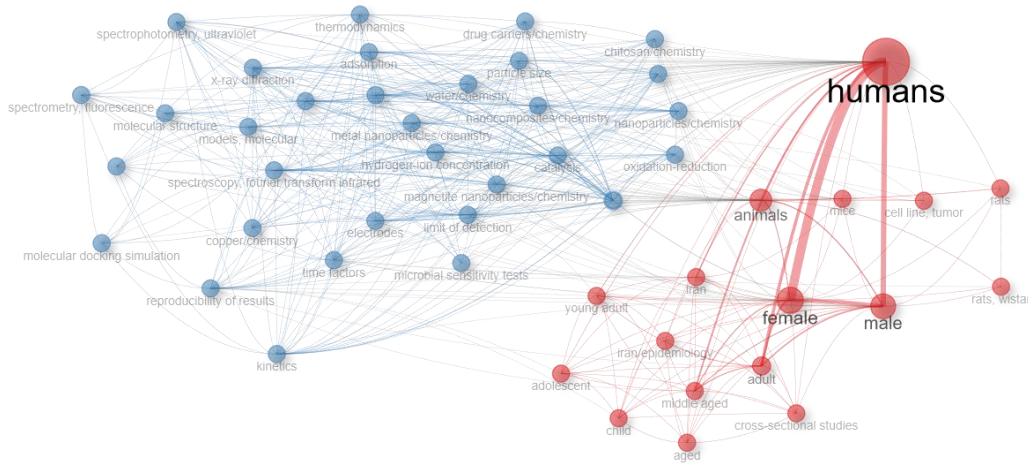 thermodynamics
spectrophotometry, ultraviolet
drug carriers/chemistry
chitosan/chemistry
adsorption
particle size
x-ray diffraction
humans
water/chemistry
spectrometry, fluorescence
nanocomposites/chemistry
nanoparticles/chemistry
molecular structure
metal nanoparticles/chemistry
models, molecular
hydrogen-ion concentration
catalysis
oxidation-reduction
spectroscopy, fourier transform infrared
magnetite nanoparticles/chemistry
rats
mice
cell line, tumor
animals
limit of detection
electrodes
copper/chemistry
molecular docking simulation
time factors
microbial sensitivity tests
iran
reproducibility of results
rats, wistar
young adult
female
male
iran/epidemiology
kinetics
adult
adolescent
middle aged
cross-sectional studies
child
aged